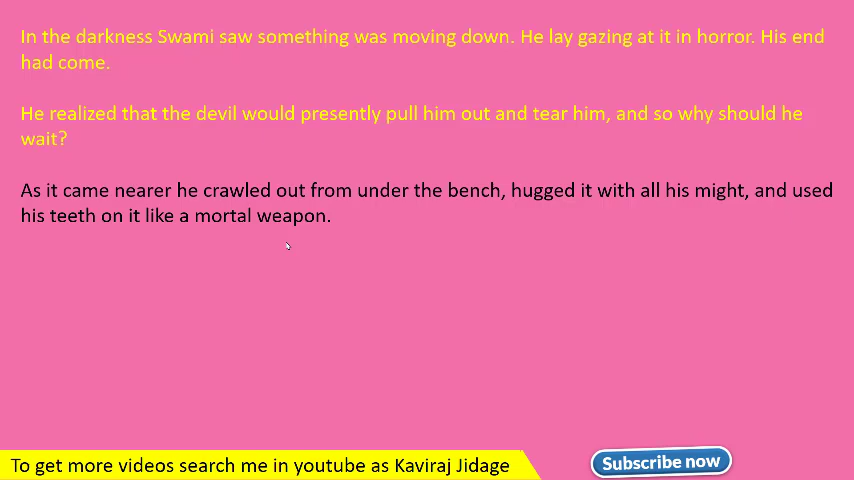 In the darkness Swami saw something was moving down. He lay gazing at it in horror. His end
had come.
He realized that the devil would presently pull him out and tear him, and so why should he
wait?
As it came nearer he crawled out from under the bench, hugged it with all his might, and used
his teeth on it like a mortal weapon.
To get more videos search me in youtube as Kaviraj Jidage
Subscribe now